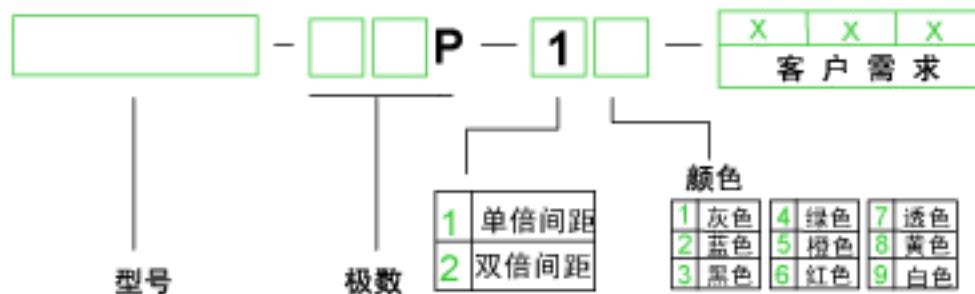 P — 1
X X X
客户需求
颜色
1 单倍间距
2 双倍间距
1 灰色 4 绿色 7 透色
2 蓝色 5 橙色 8 黄色
3 黑色 6 红色 9 白色
型号 极数